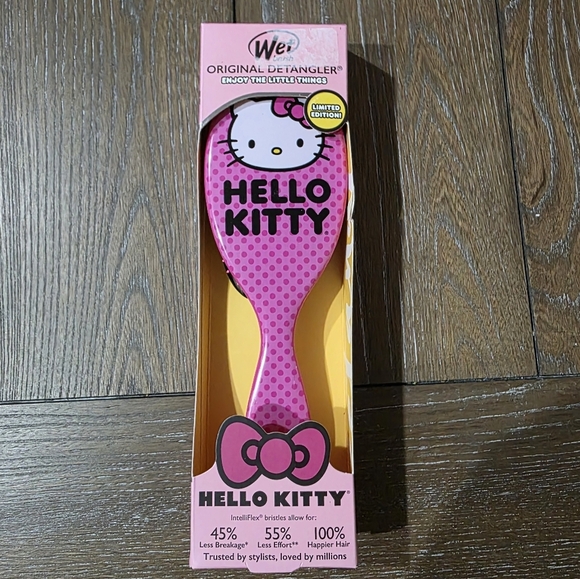 Wet
ORIGINAL DETANGLER®
ENJOY THE LITTLE THINGS
LIMITED
EDITION!
HELLO
KITTY
HELLO KITTY®
IntelliFlex® bristles allow for:
45% 55% 100%
Less Breakage* Less Effort** Happier Hair
Trusted by stylists, loved by millions